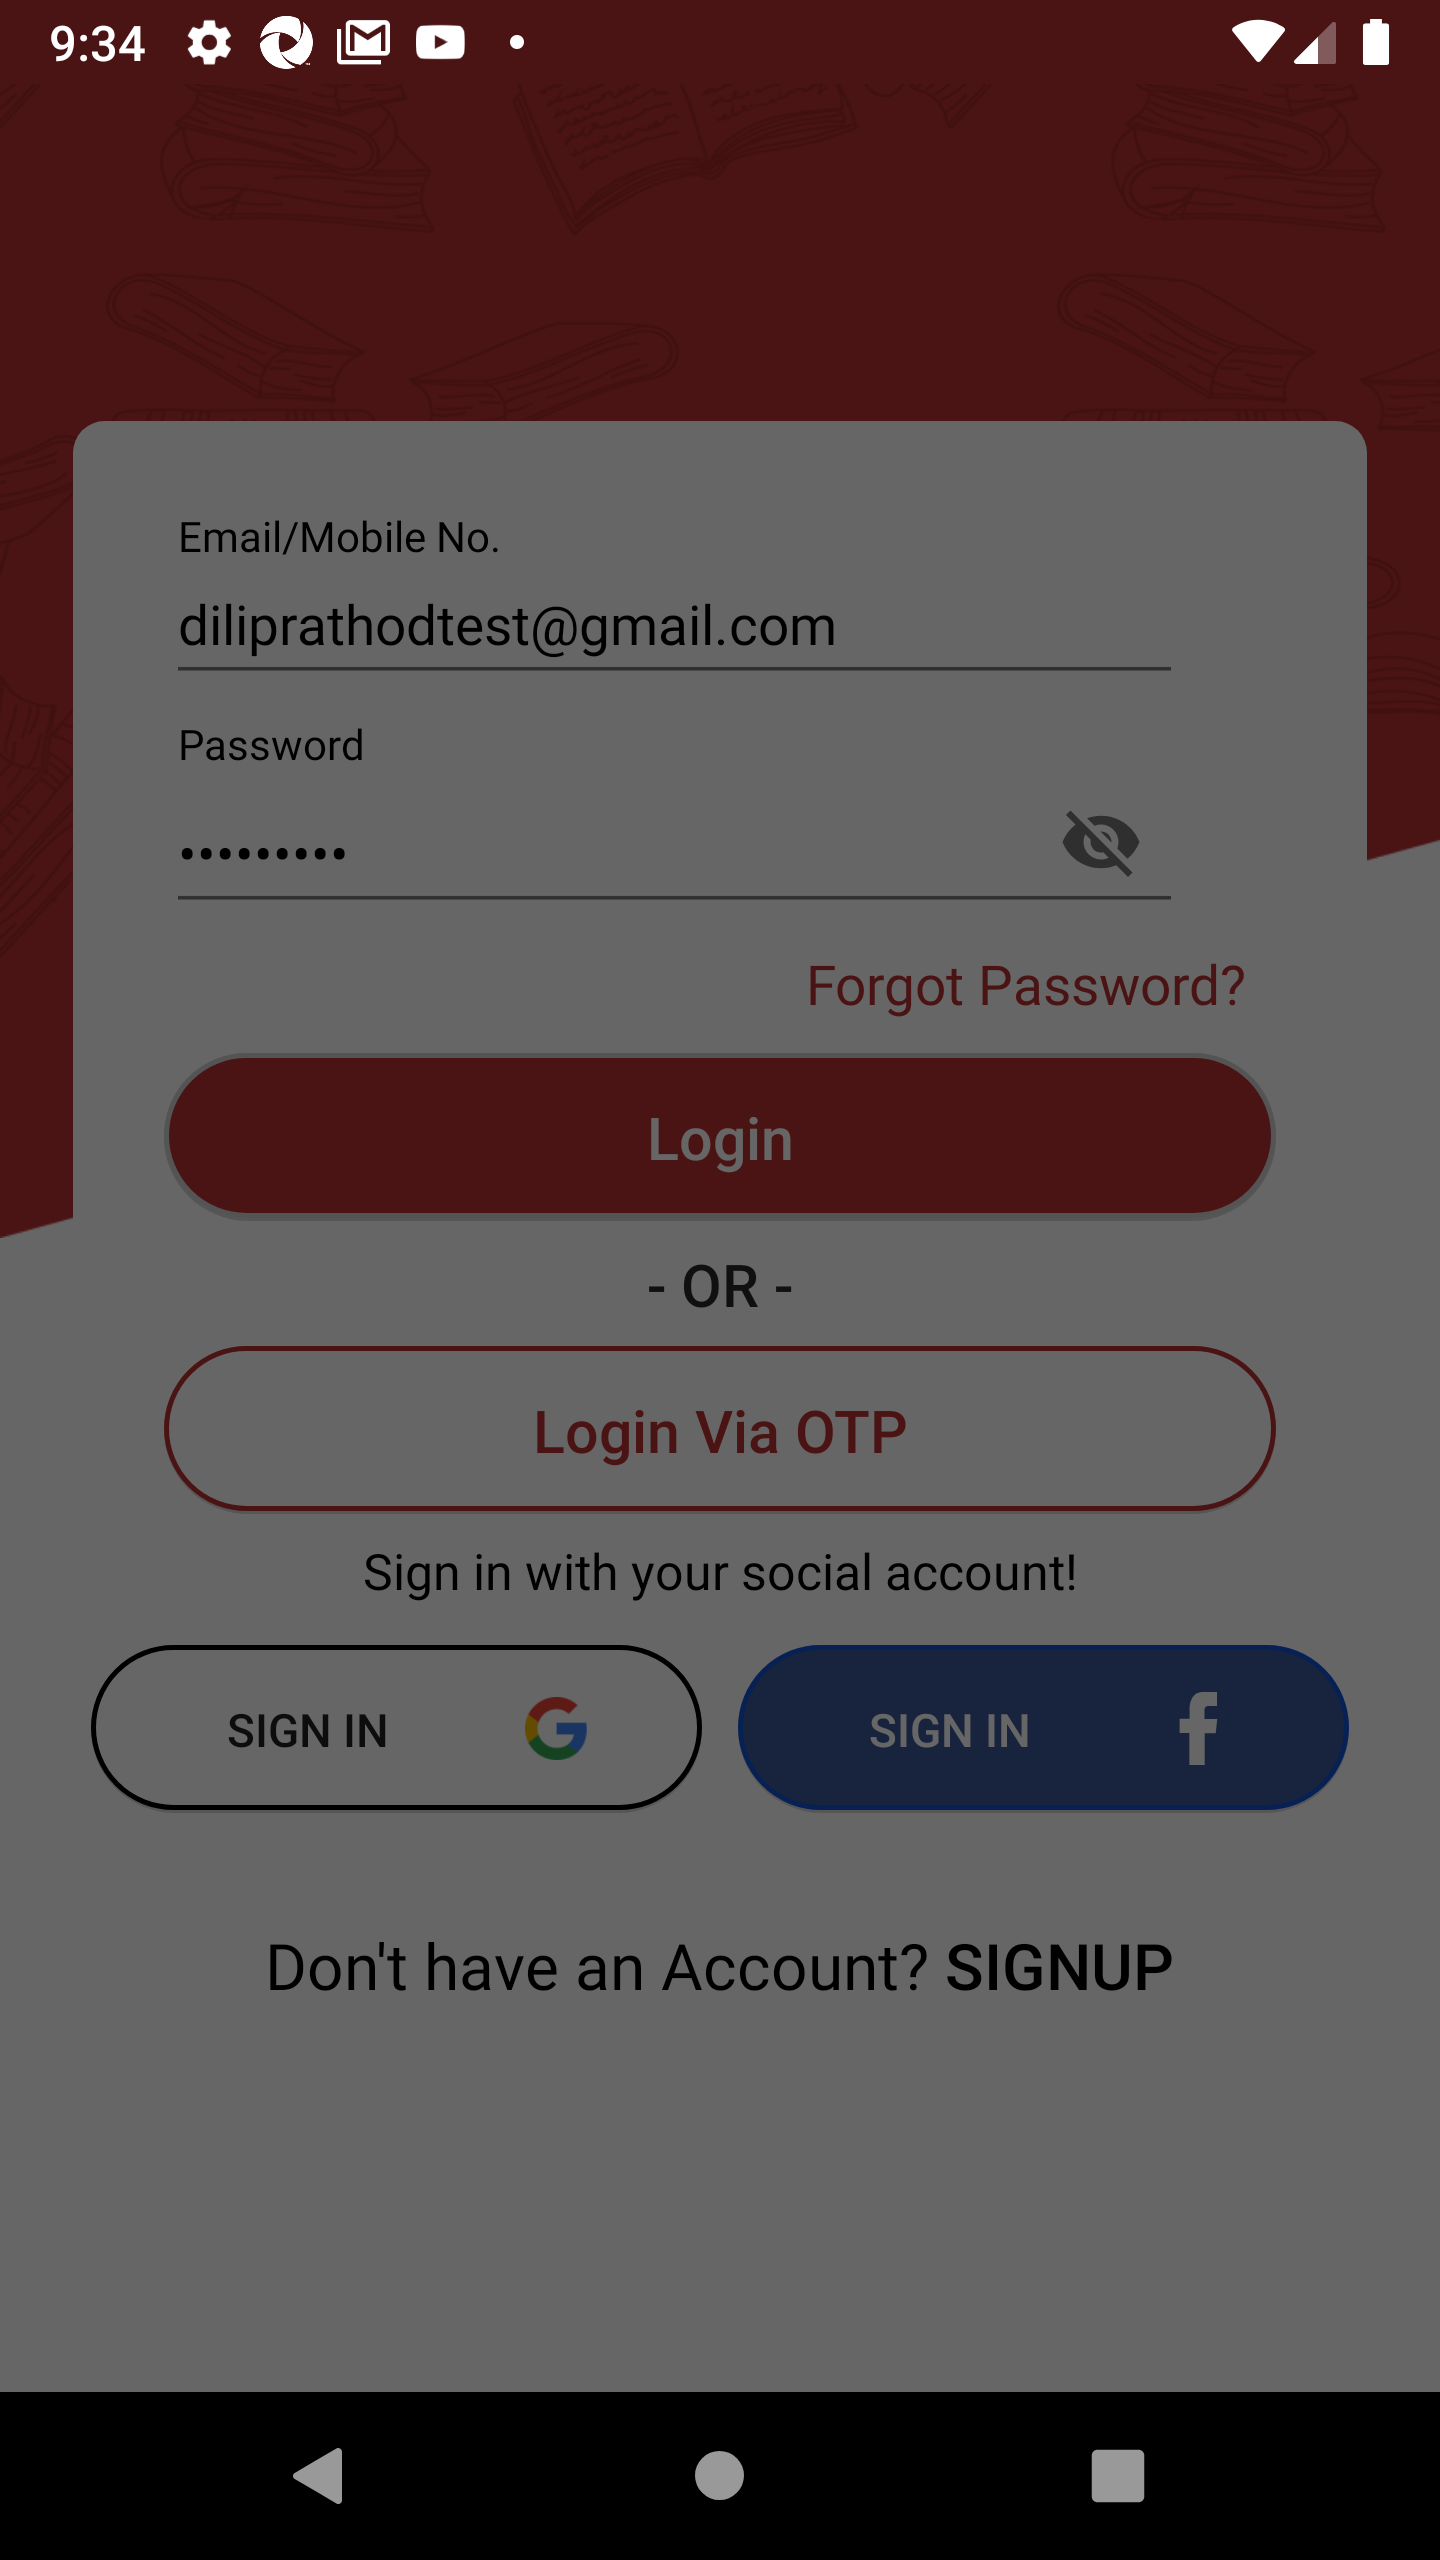 9:34
Email/Mobile No.
diliprathodtest@gmail.com
Password
•••••••••
Forgot Password?
Login
- OR -
Login Via OTP
Sign in with your social account!
SIGN IN
SIGN IN
Don't have an Account? SIGNUP